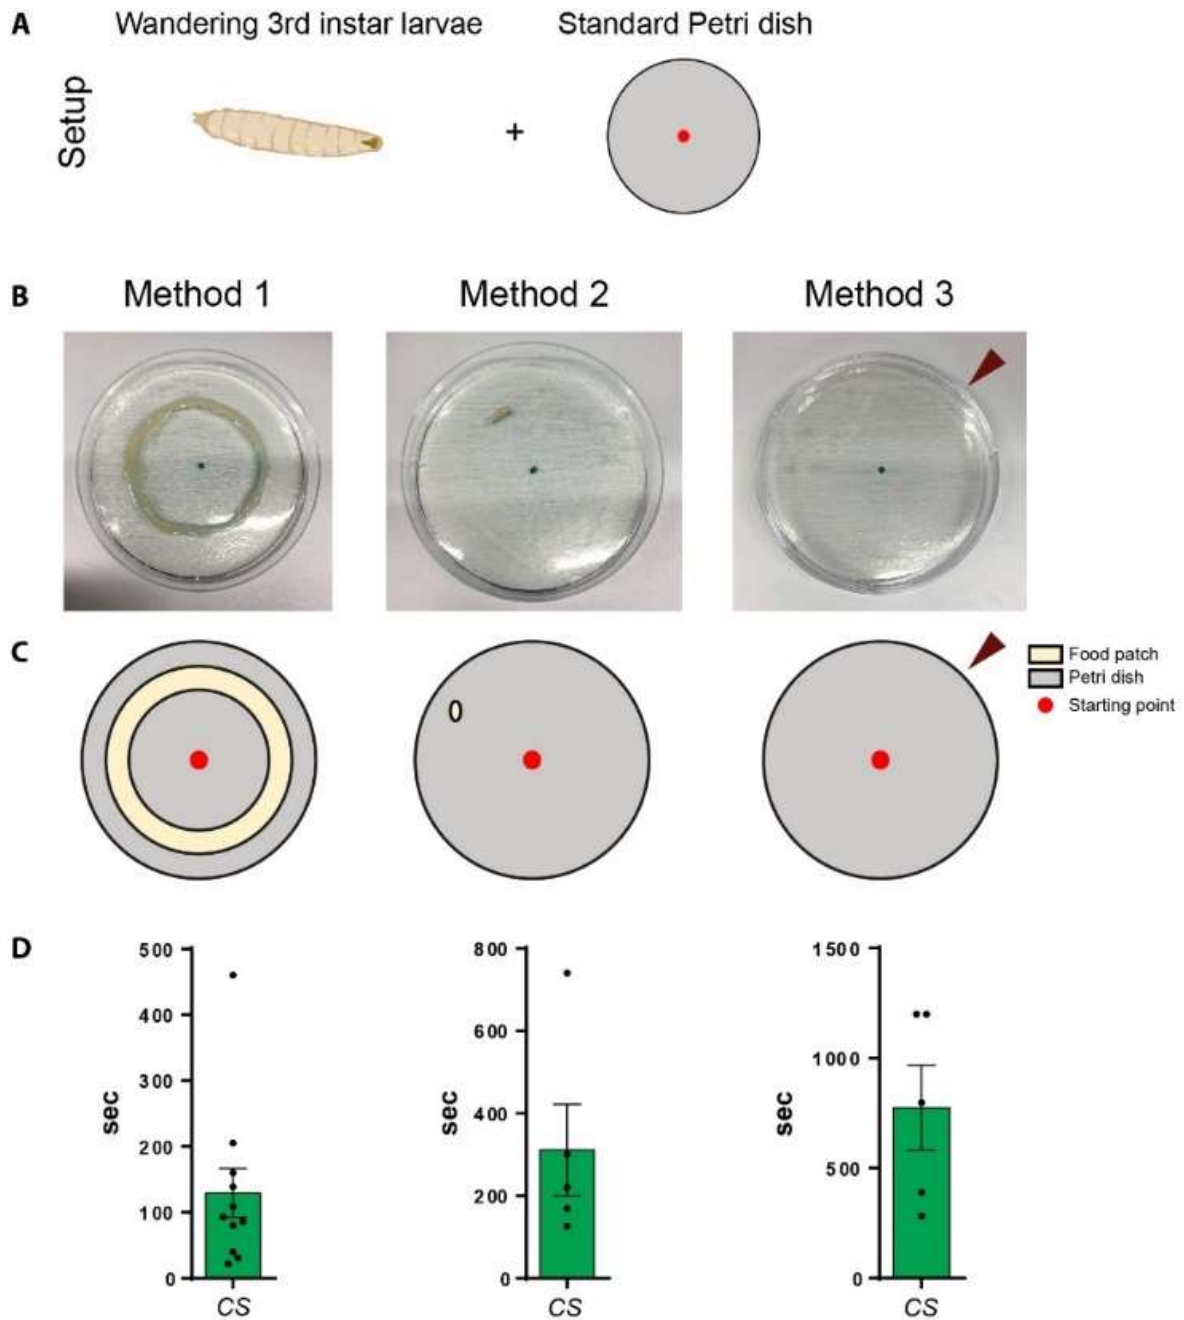 A Wandering 3rd instar larvae Standard Petri dish
Setup
+
B Method 1 Method 2 Method 3
C
Food patch
Petri dish
Starting point
D
500
400
300
200
100
0
sec
CS
800
600
400
200
0
sec
CS
1500
1000
500
0
sec
CS